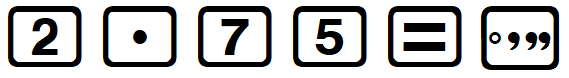 2 • 7 5 = °,,,